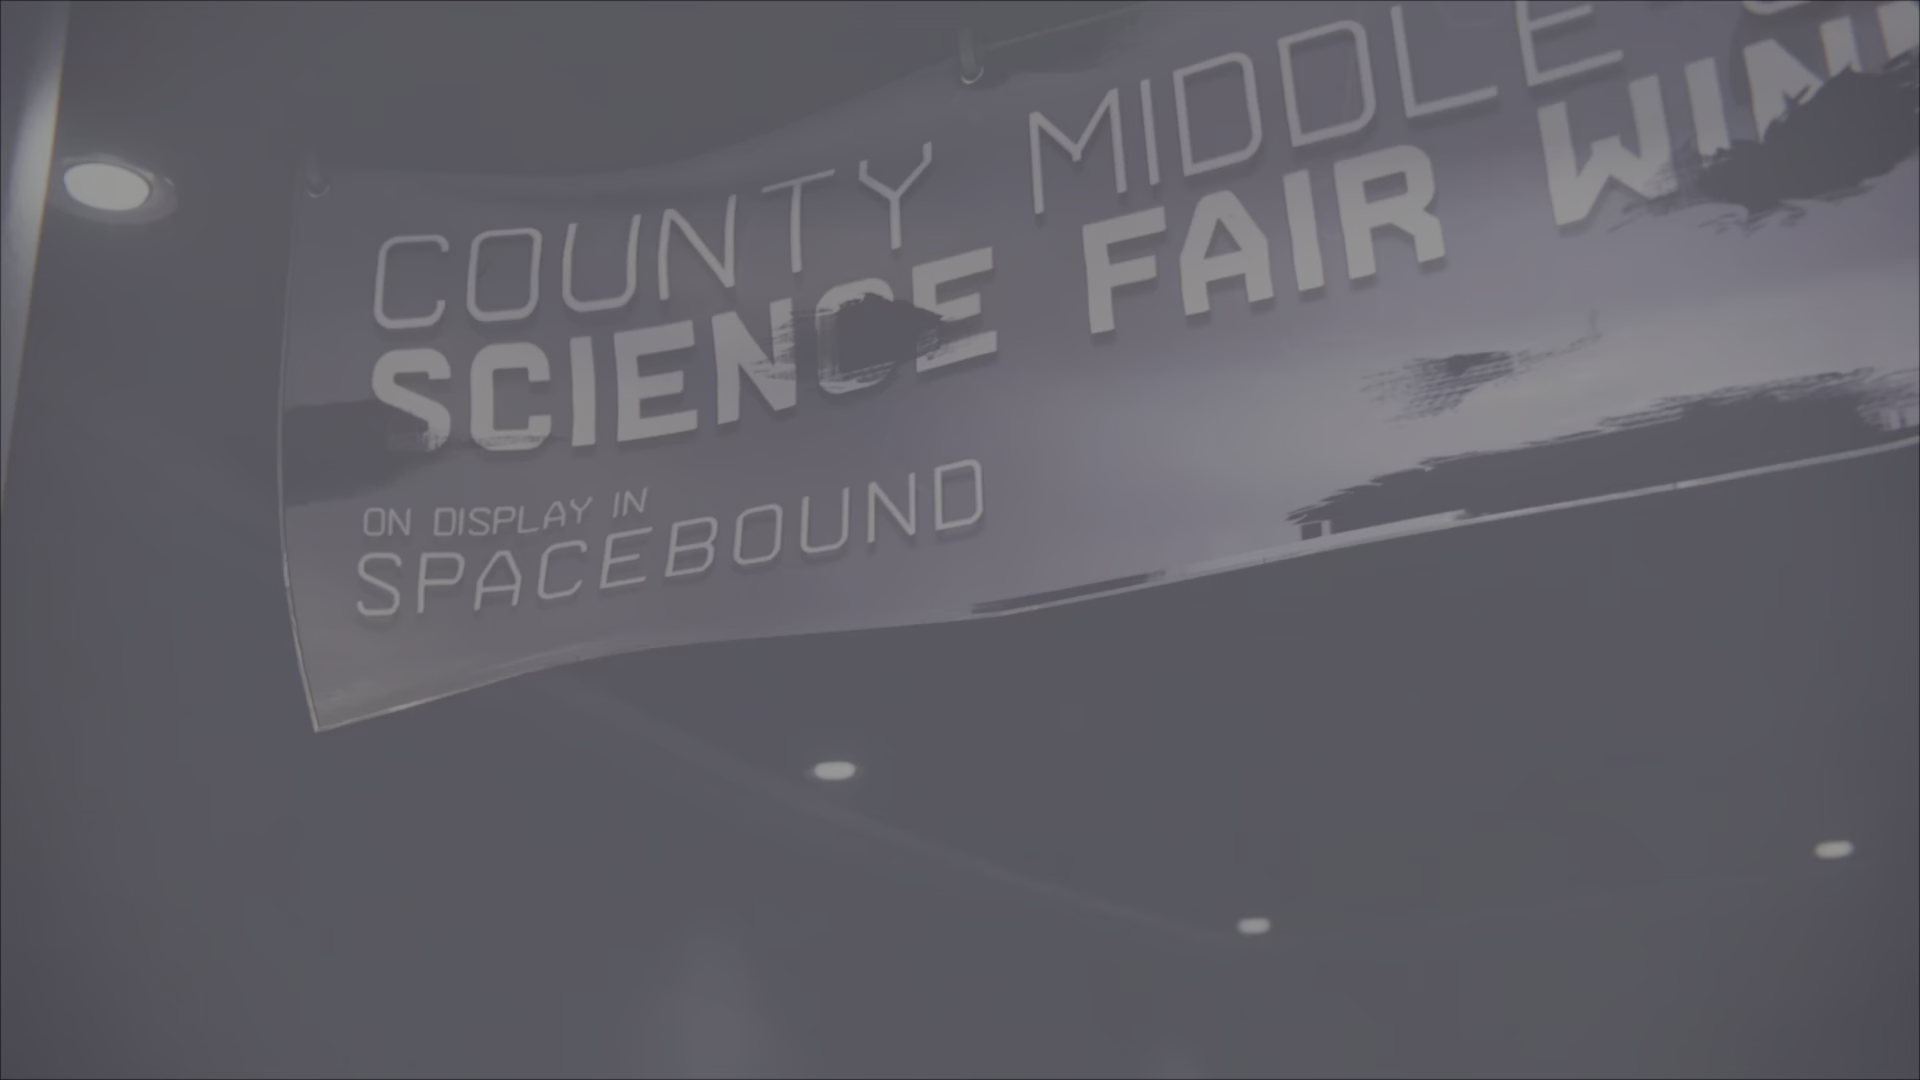 COUNTY MIDDLE
SCIENCE FAIR
ON DISPLAY IN
SPACEBOUND